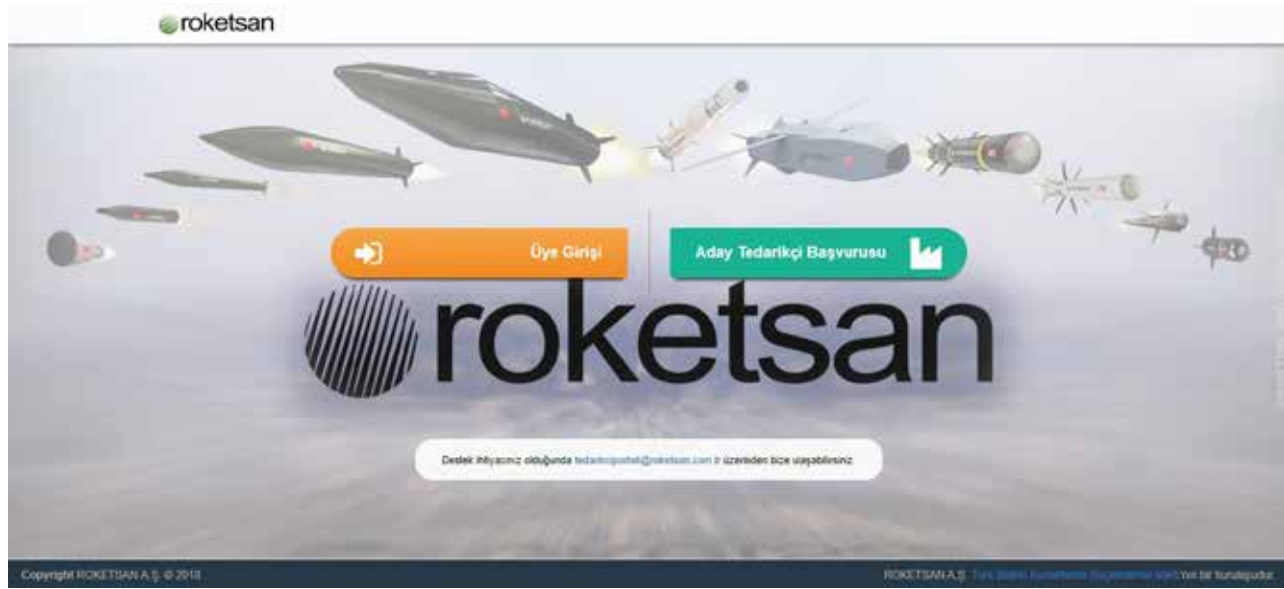 roketsan
Üye Girişi
Aday Tedarikçi Başvurusu
roketsan
Destek ihtiyacınız olduğunda tedarikciportali@roketsan.com.tr üzerinden bize ulaşabilirsiniz
Copyright ROKETSAN A.Ş. © 2018
ROKETSAN A.Ş. bir kuruluşudur.